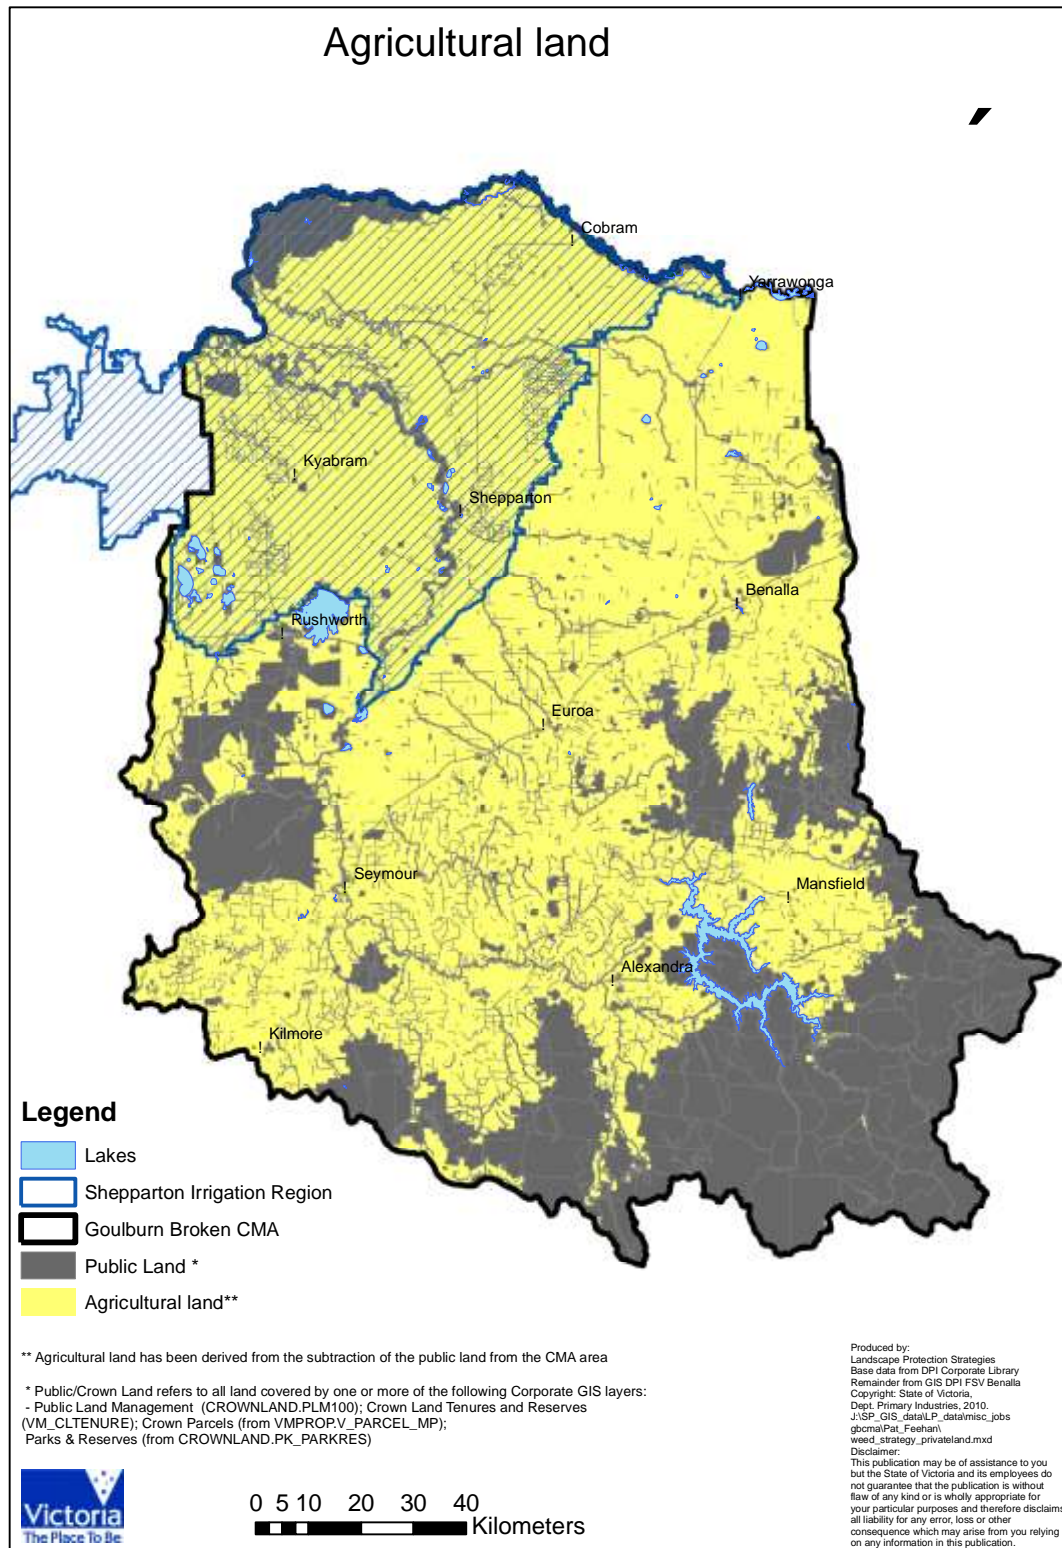 Agricultural land
Cobram
Yarrawonga
Kyabram
Shepparton
Benalla
Rushworth
Euroa
Seymour
Mansfield
Alexandra
Kilmore
Legend
Lakes
Shepparton Irrigation Region
Goulburn Broken CMA
Public Land *
Agricultural land**
** Agricultural land has been derived from the subtraction of the public land from the CMA area
* Public/Crown Land refers to all land covered by one or more of the following Corporate GIS layers:
- Public Land Management (CROWNLAND.PLM100); Crown Land Tenures and Reserves
(VM_CLTENURE); Crown Parcels (from VMPROP.V_PARCEL_MP);
Parks & Reserves (from CROWNLAND.PK_PARKRES)
Produced by:
Landscape Protection Strategies
Base data from DPI Corporate Library
Remainder from GIS DPI FSV Benalla
Copyright: State of Victoria,
Dept. Primary Industries, 2010.
J:\SP_GIS_data\LP_data\misc_jobs
gbcma\Pat_Feehan\
weed_strategy_privateland.mxd
Disclaimer:
This publication may be of assistance to you
but the State of Victoria and its employees do
not guarantee that the publication is without
flaw of any kind or is wholly appropriate for
your particular purposes and therefore disclaims
all liability for any error, loss or other
consequence which may arise from you relying
on any information in this publication.
Victoria
The Place To Be
0 5 10 20 30 40
Kilometers